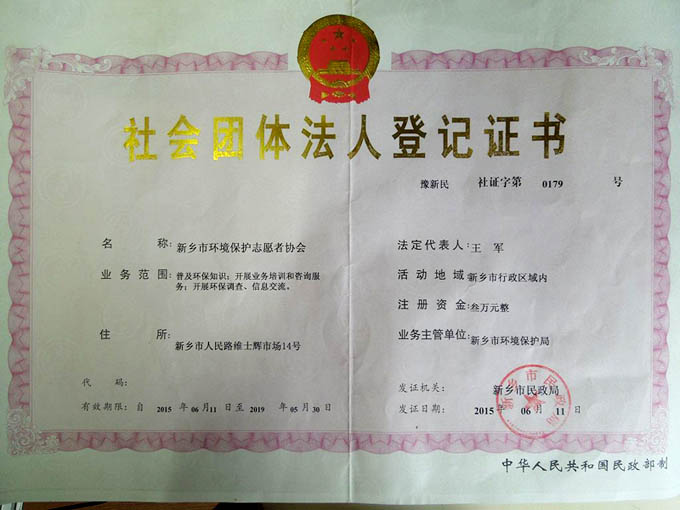 社会团体法人登记证书
豫新民 社证字第 0179 号
名 称: 新乡市环境保护志愿者协会
法定代表人: 王 军
业务范围: 普及环保知识;开展业务培训和咨询服
务;开展环保调查、信息交流。
活动地域: 新乡市行政区域内
注册资金: 叁万元整
住 所: 新乡市人民路维士辉市场14号
业务主管单位: 新乡市环境保护局
代 码:
发证机关: 新乡市民政局
有效期限: 自 2015 年 06 月 11 日 至 2019 年 05 月 30 日
发证日期: 2015 年 06 月 11 日
新乡市民政局
中华人民共和国民政部制